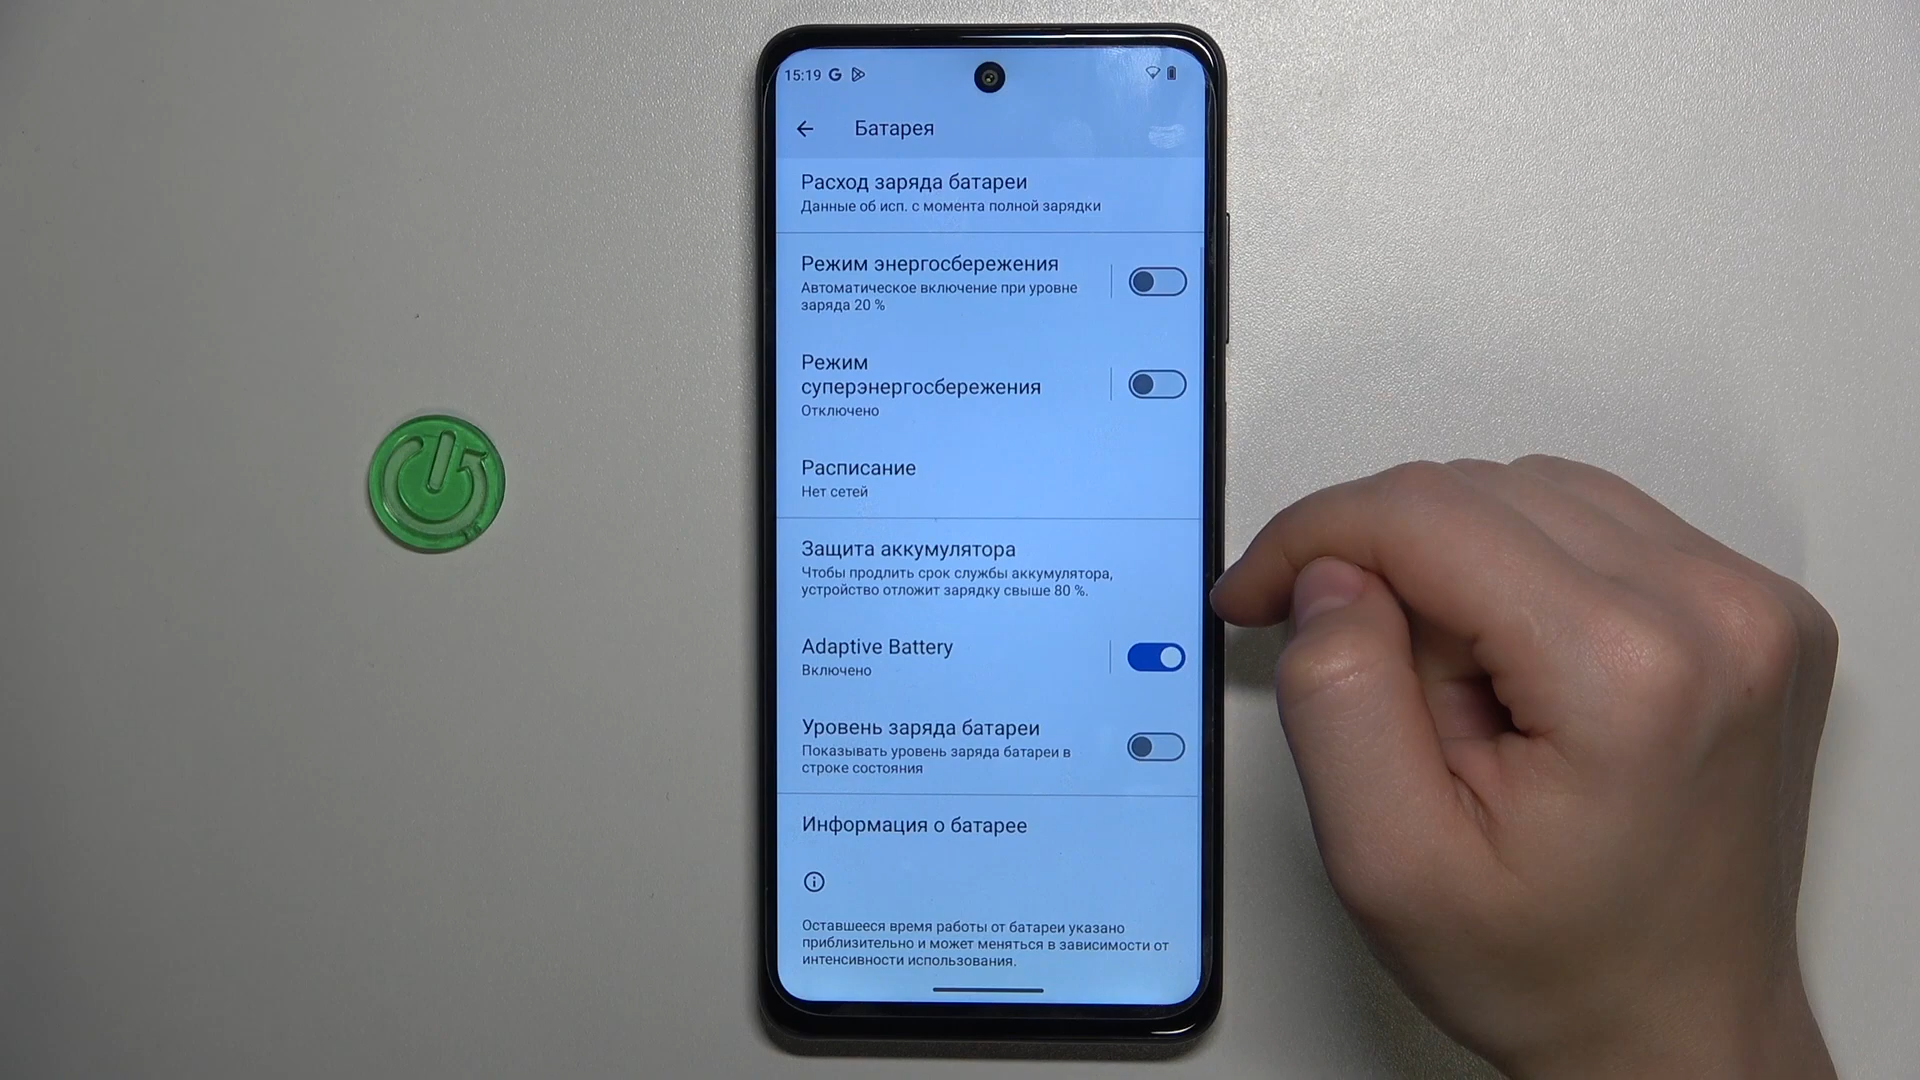 15:19
Батарея
Расход заряда батареи
Данные об исп. с момента полной зарядки
Режим энергосбережения
Автоматическое включение при уровне
заряда 20 %
Режим
суперэнергосбережения
Отключено
Расписание
Нет сетей
Защита аккумулятора
Чтобы продлить срок службы аккумулятора,
устройство отложит зарядку свыше 80 %.
Adaptive Battery
Включено
Уровень заряда батареи
Показывать уровень заряда батареи в
строке состояния
Информация о батарее
Оставшееся время работы от батареи указано
приблизительно и может меняться в зависимости от
интенсивности использования.